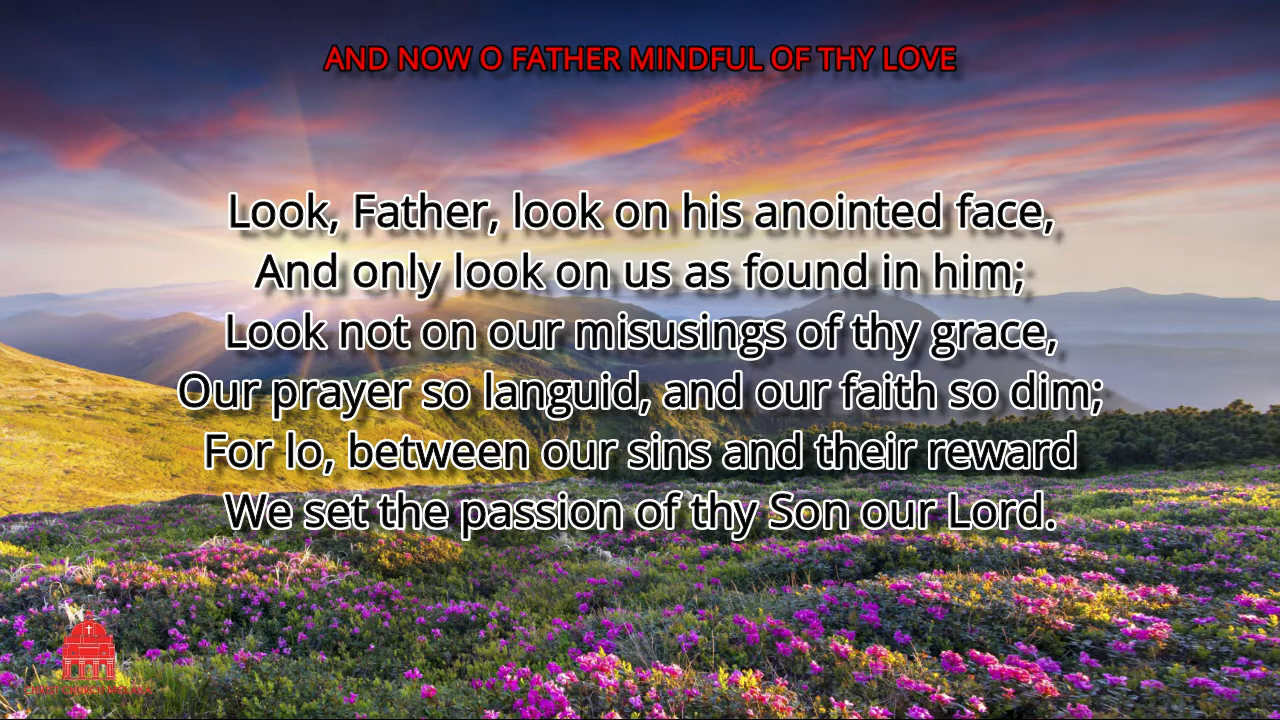 AND NOW O FATHER MINDFUL OF THY LOVE
Look, Father, look on his anointed face,
And only look on us as found in him;
Look not on our misusings of thy grace,
Our prayer so languid, and our faith so dim;
For lo, between our sins and their reward
We set the passion of thy Son our Lord.
CHRIST CHURCH MELAKA